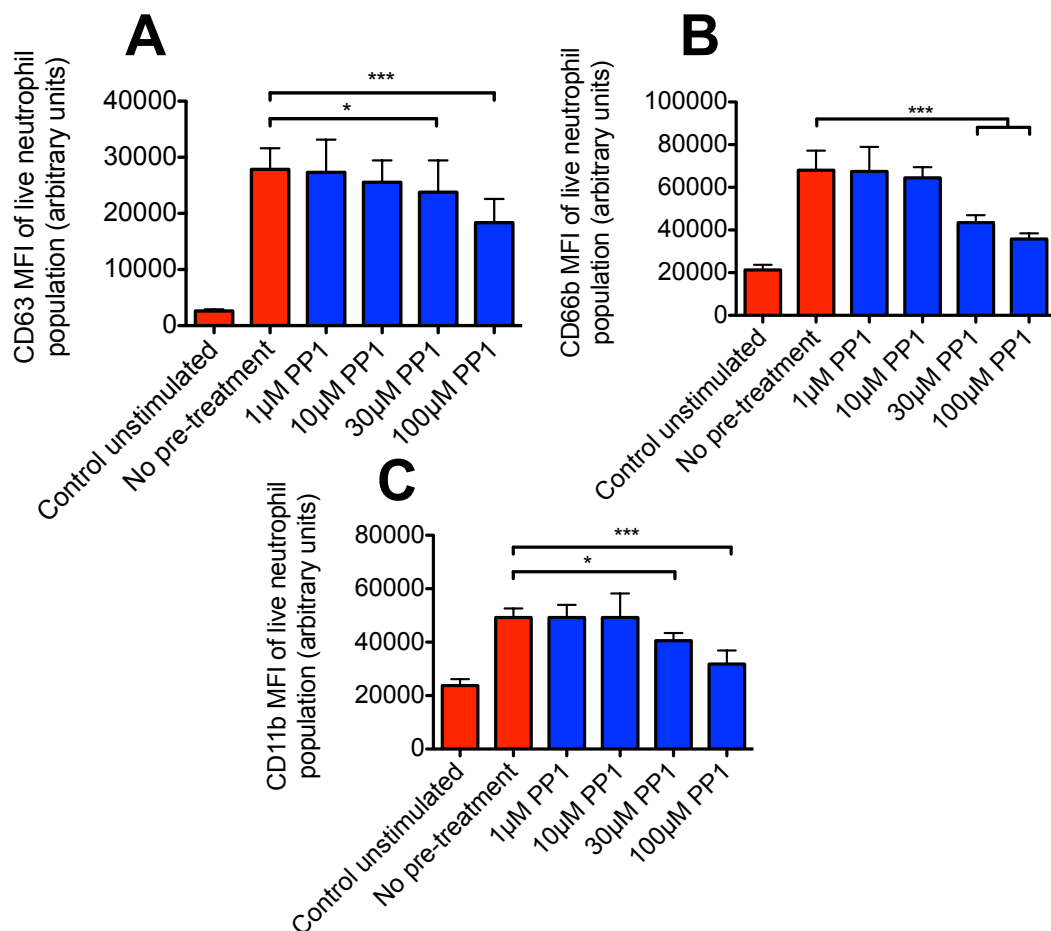 A
CD63 MFI of live neutrophil
population (arbitrary units)
40000
30000
20000
10000
0
***
*
Control unstimulated
No pre-treatment
1µM PP1
10µM PP1
30µM PP1
100µM PP1
B
CD66b MFI of live neutrophil
population (arbitrary units)
100000
80000
60000
40000
20000
0
***
Control unstimulated
No pre-treatment
1µM PP1
10µM PP1
30µM PP1
100µM PP1
C
CD11b MFI of live neutrophil
population (arbitrary units)
80000
60000
40000
20000
0
***
*
Control unstimulated
No pre-treatment
1µM PP1
10µM PP1
30µM PP1
100µM PP1